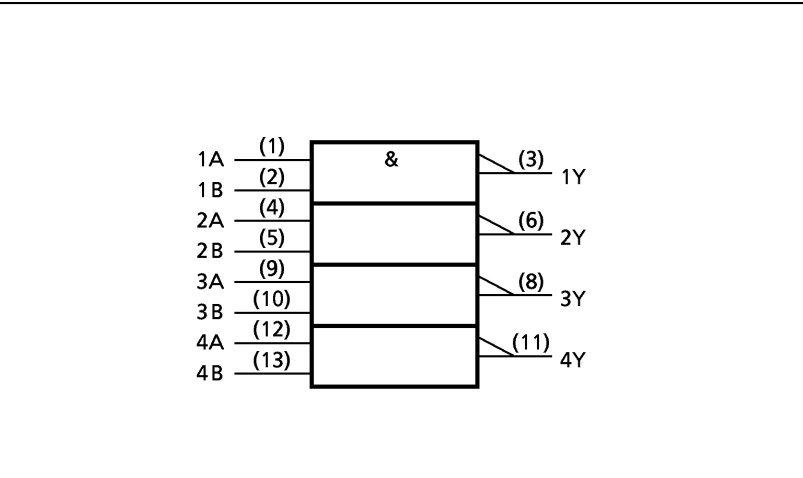 1A (1) & (3) 1Y
1B (2)
2A (4) (6) 2Y
2B (5)
3A (9) (8) 3Y
3B (10)
4A (12) (11) 4Y
4B (13)